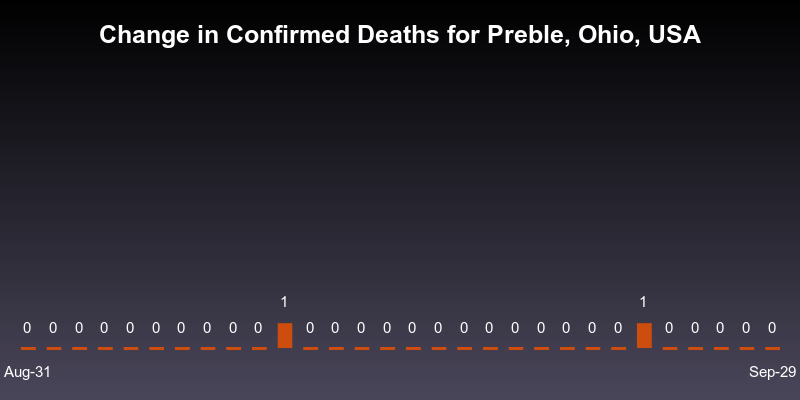 Change in Confirmed Deaths for Preble, Ohio, USA
1 1
0 0 0 0 0 0 0 0 0 0 0 0 0 0 0 0 0 0 0 0 0 0 0 0 0 0 0 0
Aug-31 Sep-29